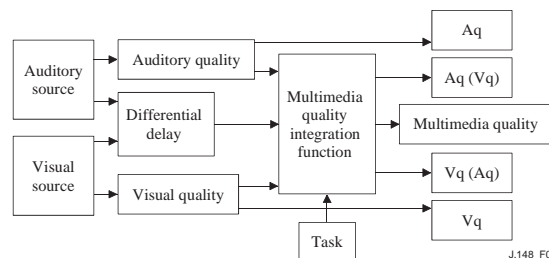 Aq
Auditory quality
Auditory
source
Aq (Vq)
Multimedia
quality
integration
function
Differential
delay
Multimedia quality
Visual
source
Vq (Aq)
Visual quality
Vq
Task